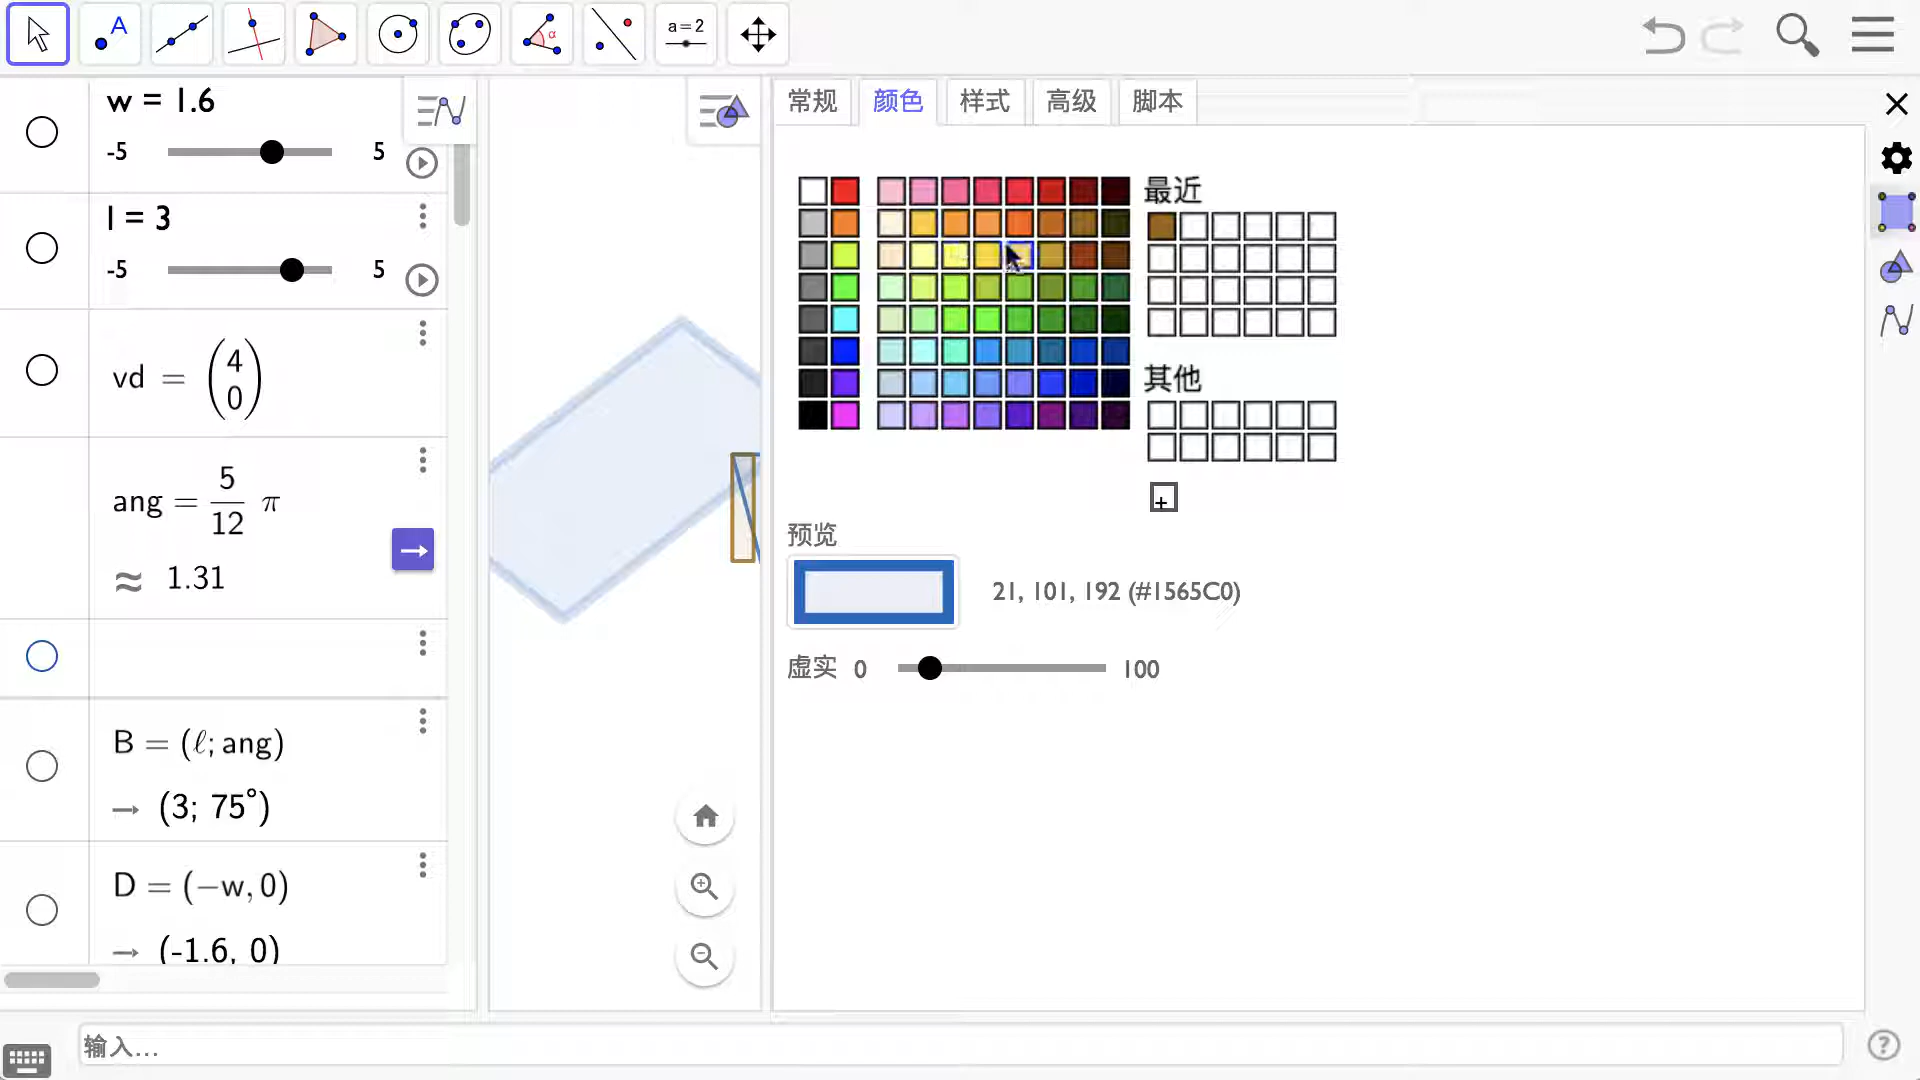 A
α
a=2
w = 1.6
-5
5
l = 3
-5
5
vd = (4 0)
ang = 5/12 π
≈ 1.31
B = (ℓ; ang)
→ (3; 75°)
D = (−w, 0)
→ (-1.6, 0)
常规
颜色
样式
高级
脚本
最近
其他
+
预览
21, 101, 192 (#1565C0)
虚实 0
100
输入...
?